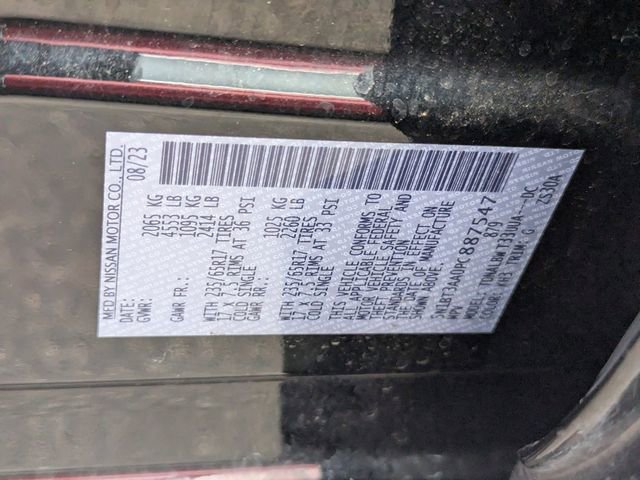 MFD BY NISSAN MOTOR CO., LTD.
DATE: 08/23
GVWR: 2065 KG
4553 LB
GAWR FR.: 1095 KG
2414 LB
WITH 235/65R17 TIRES
17 X 7.5 RIMS AT 36 PSI
COLD SINGLE
GAWR RR.: 1025 KG
2260 LB
WITH 235/65R17 TIRES
17 X 7.5 RIMS AT 33 PSI
COLD SINGLE
THIS VEHICLE CONFORMS TO
ALL APPLICABLE FEDERAL
MOTOR VEHICLE SAFETY AND
THEFT PREVENTION
STANDARDS IN EFFECT ON
THE DATE OF MANUFACTURE
SHOWN ABOVE.
887547
MPV 879
MODEL:
COLOR: KH3 TRIM: G ZS30A